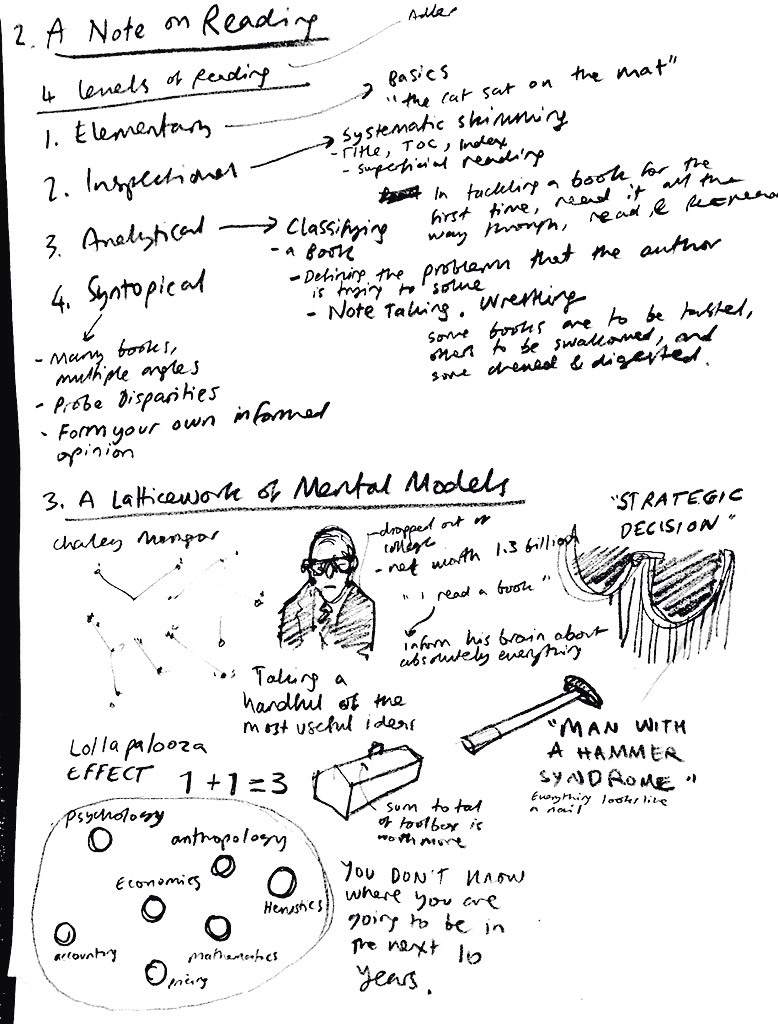 2. A Note on Reading
Adler
4 Levels of Reading
1. Elementary
Basics
"the cat sat on the mat"
2. Inspectional
Systematic skimming
- Title, TOC, Index
- superficial reading
In tackling a book for the
first time, read it all the
way through, read &
3. Analytical
Classifying
- a Book
- Defining the problem that the author
is trying to solve
- Note Taking. Wrestling
some books are to be tasted,
others to be swallowed, and
some chewed & digested.
4. Syntopical
- Many books,
multiple angles
- Probe Disparities
- Form your own informed
opinion
3. A Latticework of Mental Models
Charley Mungar
- dropped out of
college
- net worth 1.3 billion
"I read a book"
inform his brain about
absolutely everything
"STRATEGIC
DECISION"
Taking a
handful of the
most useful ideas
"MAN WITH
A HAMMER
SYNDROME"
Everything looks like
a nail
Lollapalooza
EFFECT
1+1=3
sum total
of toolbox is
worth more
Psychology
anthropology
Economics
Heuristics
accounting
mathematics
pricing
YOU DON'T KNOW
where you are
going to be in
the next 10
years.